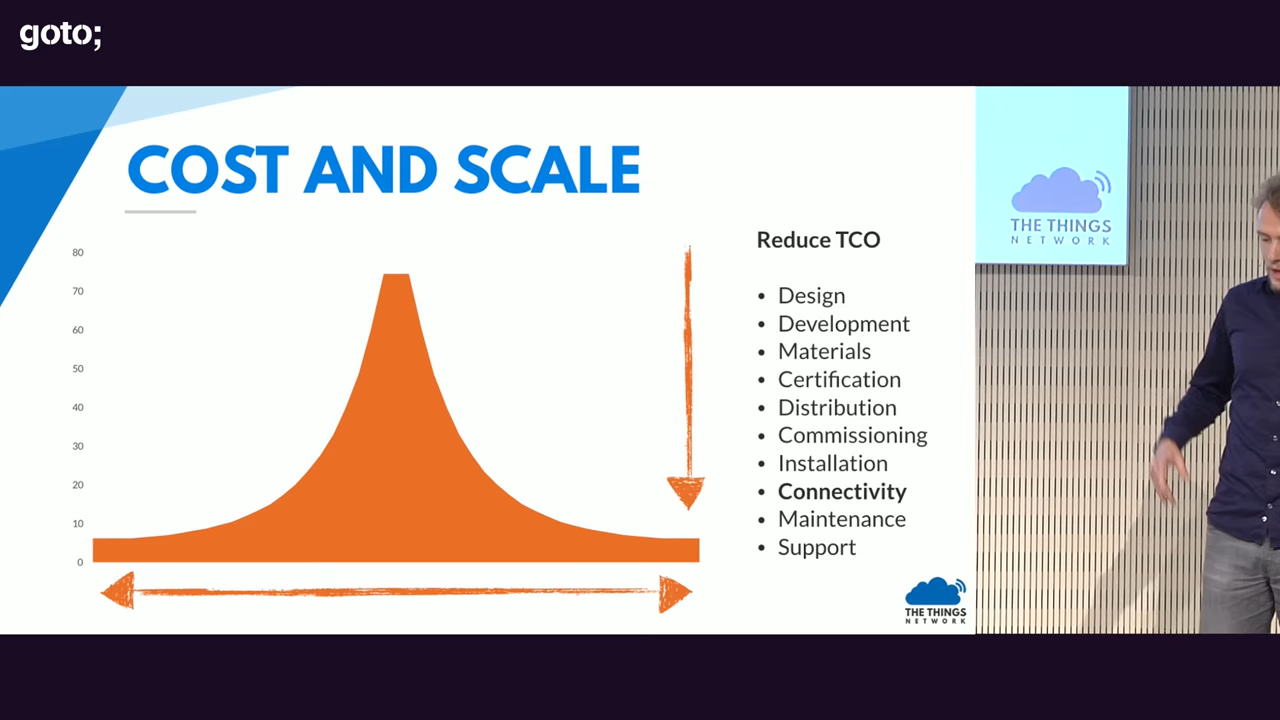 goto;
COST AND SCALE
80
70
60
50
40
30
20
10
0
Reduce TCO
• Design
• Development
• Materials
• Certification
• Distribution
• Commissioning
• Installation
• Connectivity
• Maintenance
• Support
THE THINGS
NETWORK
THE THINGS
NETWORK